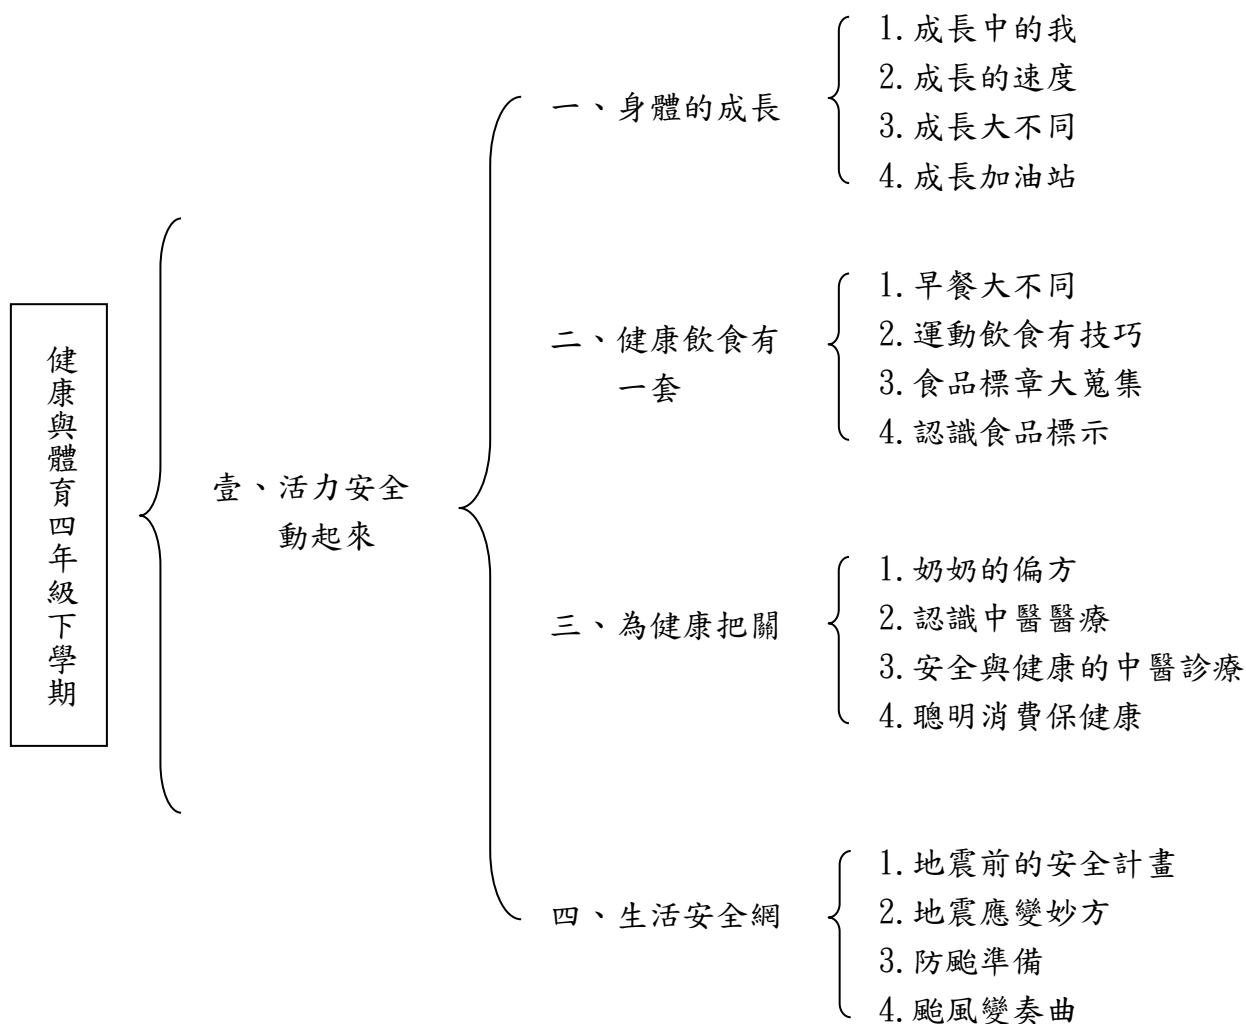 健康與體育四年級下學期
壹、活力安全
動起來
一、身體的成長
1.成長中的我
2.成長的速度
3.成長大不同
4.成長加油站
二、健康飲食有
一套
1.早餐大不同
2.運動飲食有技巧
3.食品標章大蒐集
4.認識食品標示
三、為健康把關
1.奶奶的偏方
2.認識中醫醫療
3.安全與健康的中醫診療
4.聰明消費保健康
四、生活安全網
1.地震前的安全計畫
2.地震應變妙方
3.防颱準備
4.颱風變奏曲